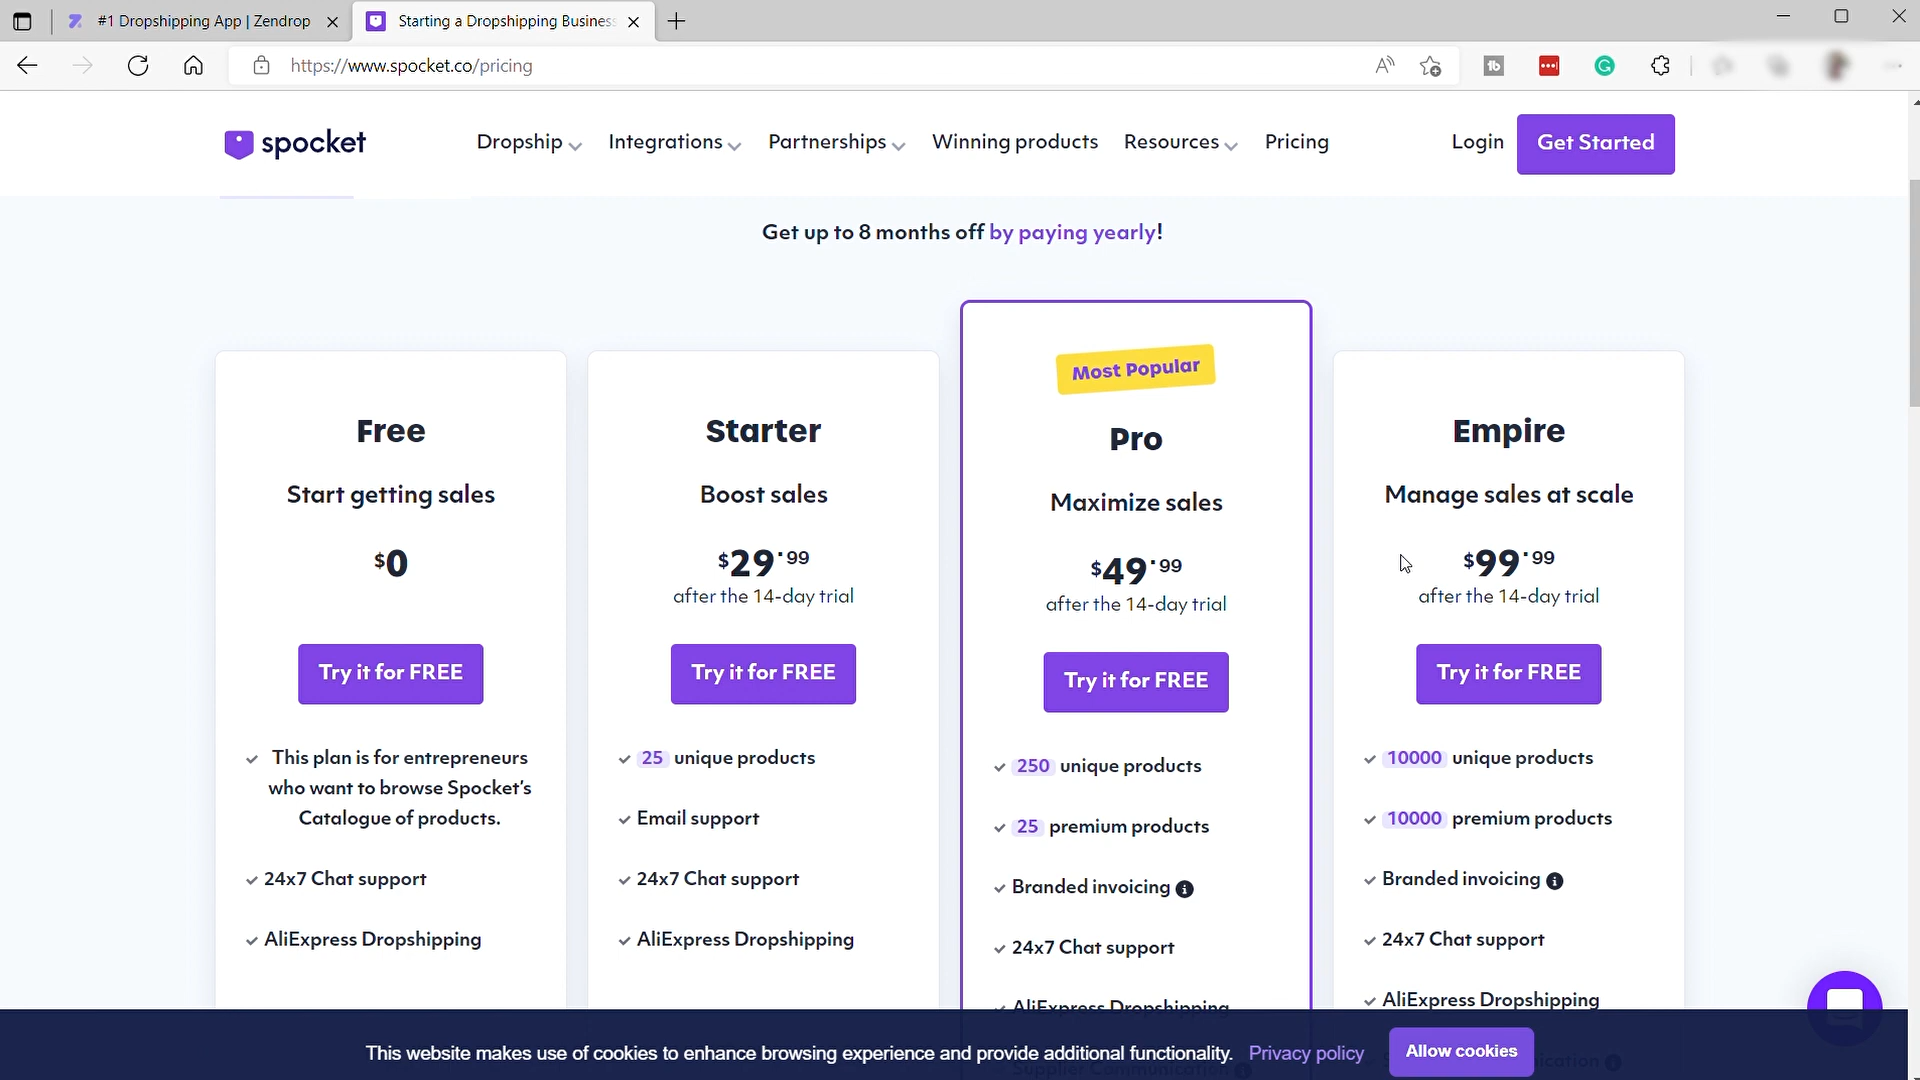 #1 Dropshipping App | Zendrop
Starting a Dropshipping Business
https://www.spocket.co/pricing
spocket
Dropship
Integrations
Partnerships
Winning products
Resources
Pricing
Login
Get Started
Get up to 8 months off by paying yearly!
Free
Start getting sales
$0
Try it for FREE
This plan is for entrepreneurs
who want to browse Spocket's
Catalogue of products.
24x7 Chat support
AliExpress Dropshipping
Starter
Boost sales
$29.99
after the 14-day trial
Try it for FREE
25 unique products
Email support
24x7 Chat support
AliExpress Dropshipping
Most Popular
Pro
Maximize sales
$49.99
after the 14-day trial
Try it for FREE
250 unique products
25 premium products
Branded invoicing
24x7 Chat support
AliExpress Dropshipping
Supplier Communication
Empire
Manage sales at scale
$99.99
after the 14-day trial
Try it for FREE
10000 unique products
10000 premium products
Branded invoicing
24x7 Chat support
AliExpress Dropshipping
This website makes use of cookies to enhance browsing experience and provide additional functionality. Privacy policy
Allow cookies